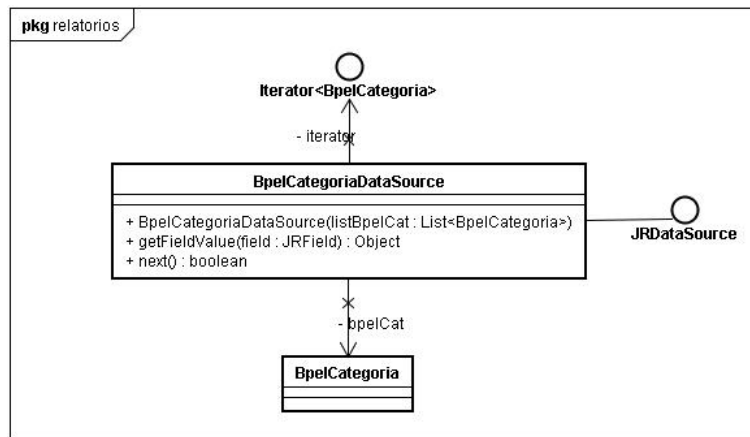 pkg relatorios
Iterator<BpelCategoria>
- iterator
BpelCategoriaDataSource
+ BpelCategoriaDataSource(listBpelCat : List<BpelCategoria>)
+ getFieldValue(field : JRField) : Object
+ next() : boolean
JRDataSource
- bpelCat
BpelCategoria